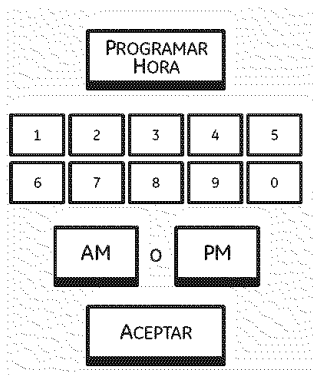 PROGRAMAR
HORA
1 2 3 4 5
6 7 8 9 0
AM O PM
ACEPTAR